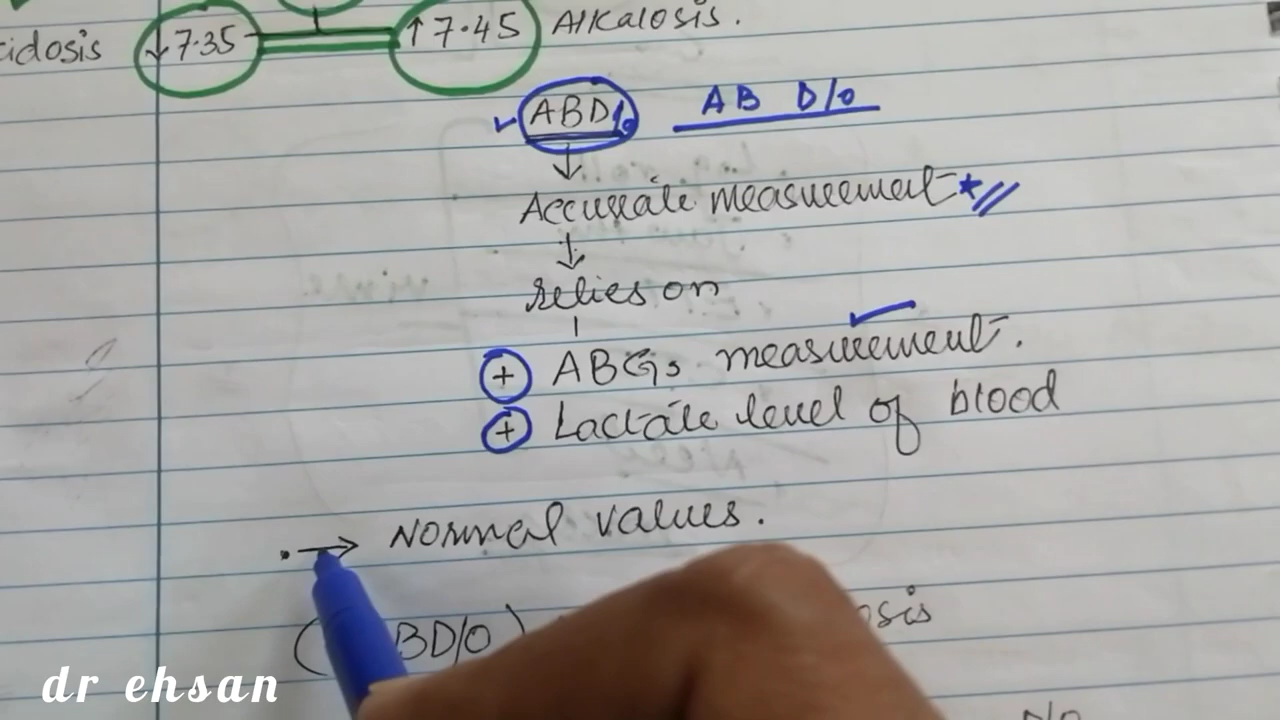 ↓7.35 ↑7.45 Alkalosis.
ABD/o AB D/o
↓
Accurate measurement
↓
relies on
+ ABGs measurement.
+ Lactate level of blood
→ Normal values.
BD/O)
dr ehsan